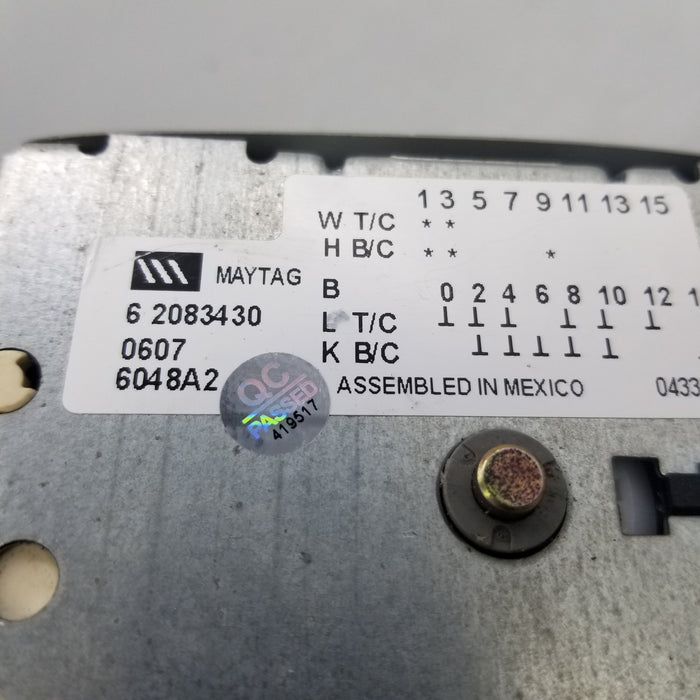 1 3 5 7 9 11 13 15
W T/C * *
H B/C * * *
MAYTAG
B 0 2 4 6 8 10 12
6 2083430
L T/C ⊥ ⊥ ⊥ ⊥ ⊥ ⊥
0607
K B/C ⊥ ⊥ ⊥ ⊥ ⊥
6048A2
ASSEMBLED IN MEXICO 0433
QC
PASSED
419517